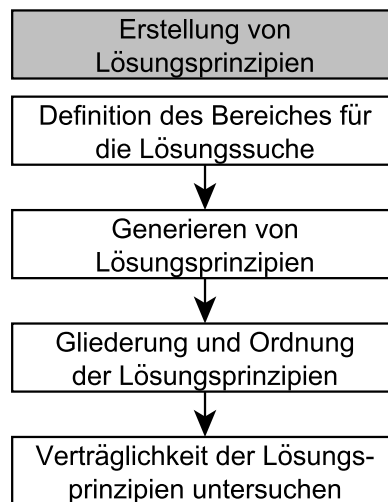 Erstellung von
Lösungsprinzipien
Definition des Bereiches für
die Lösungssuche
Generieren von
Lösungsprinzipien
Gliederung und Ordnung
der Lösungsprinzipien
Verträglichkeit der Lösungs-
prinzipien untersuchen